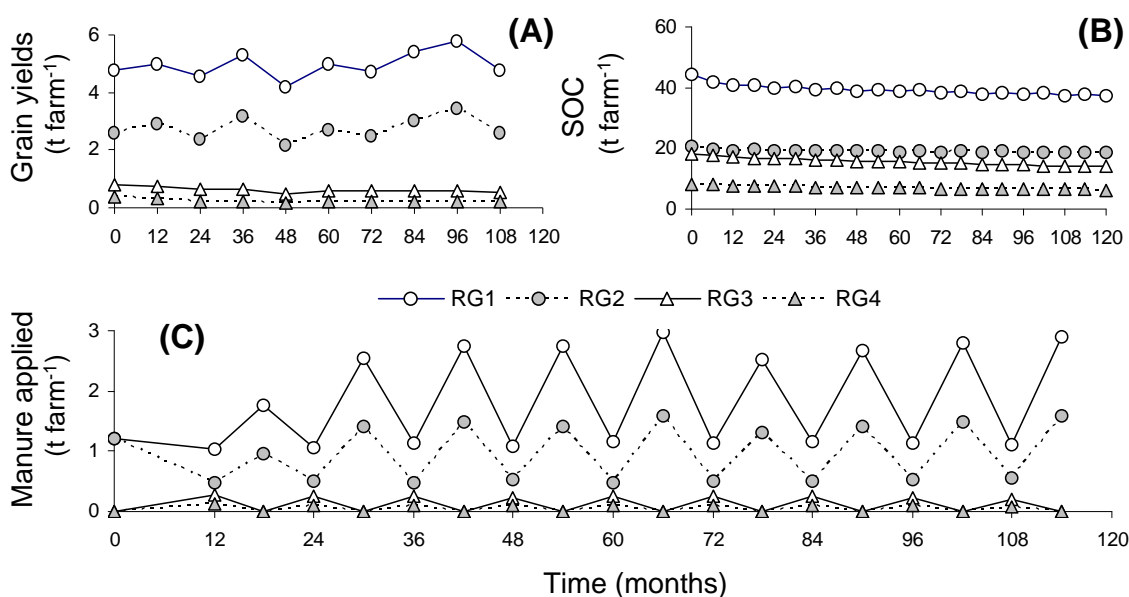 (A)
Grain yields
(t farm-1)
6
4
2
0
0 12 24 36 48 60 72 84 96 108 120
(B)
SOC
(t farm-1)
60
40
20
0
0 12 24 36 48 60 72 84 96 108 120
RG1 RG2 RG3 RG4
(C)
Manure applied
(t farm-1)
3
2
1
0
0 12 24 36 48 60 72 84 96 108 120
Time (months)